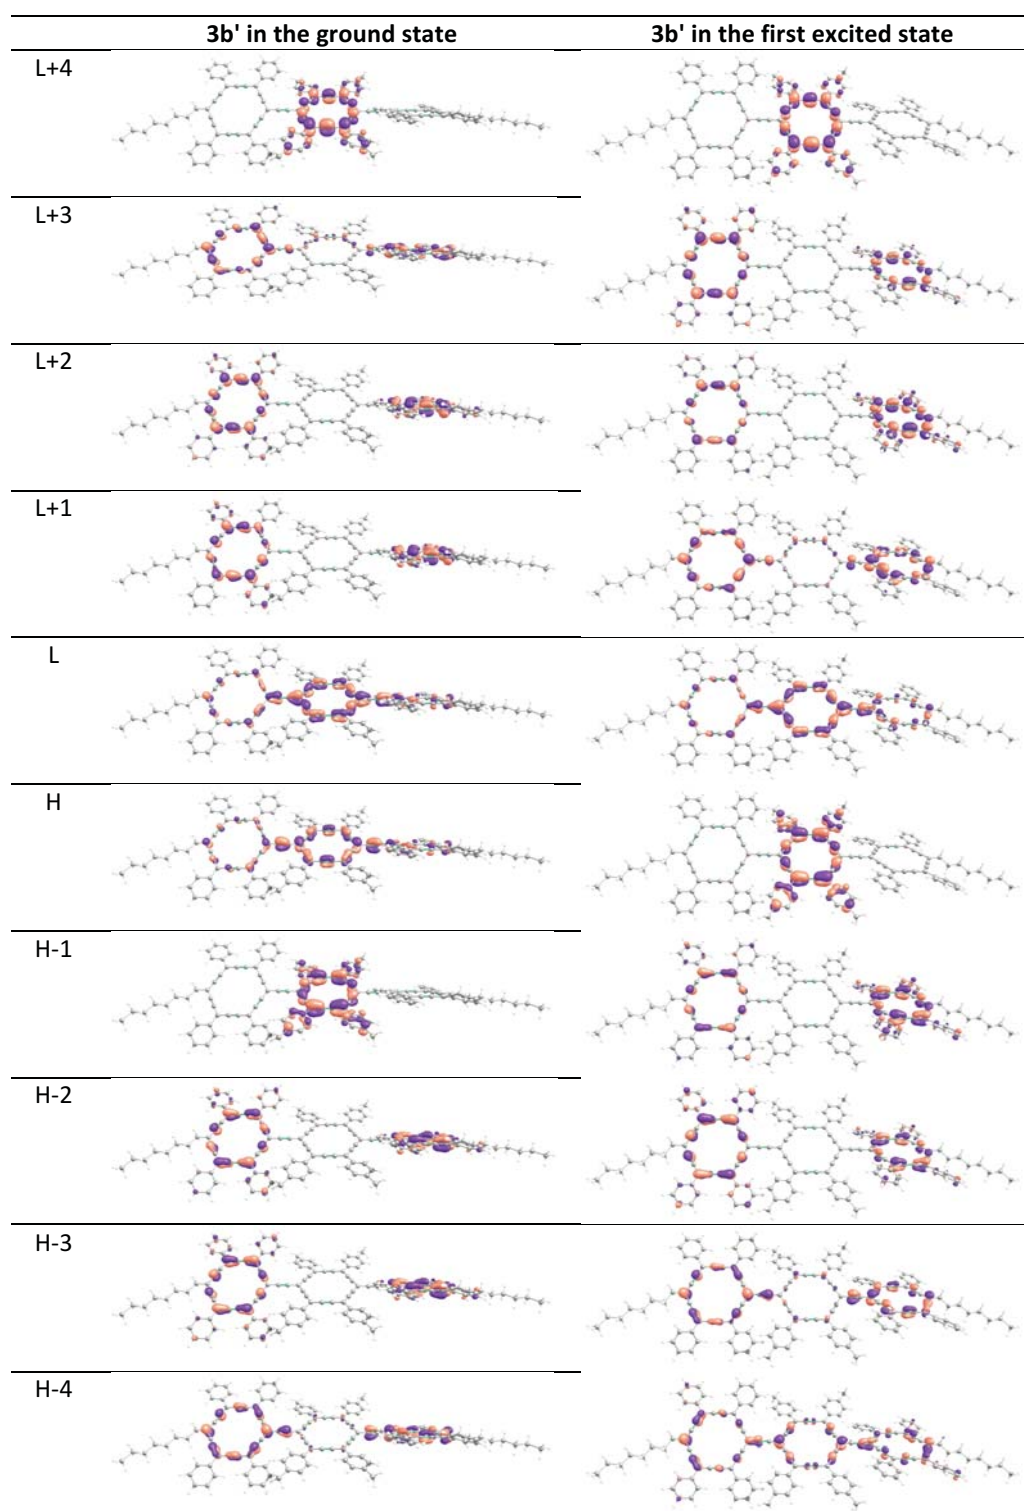 3b' in the ground state 3b' in the first excited state
L+4
L+3
L+2
L+1
L
H
H-1
H-2
H-3
H-4